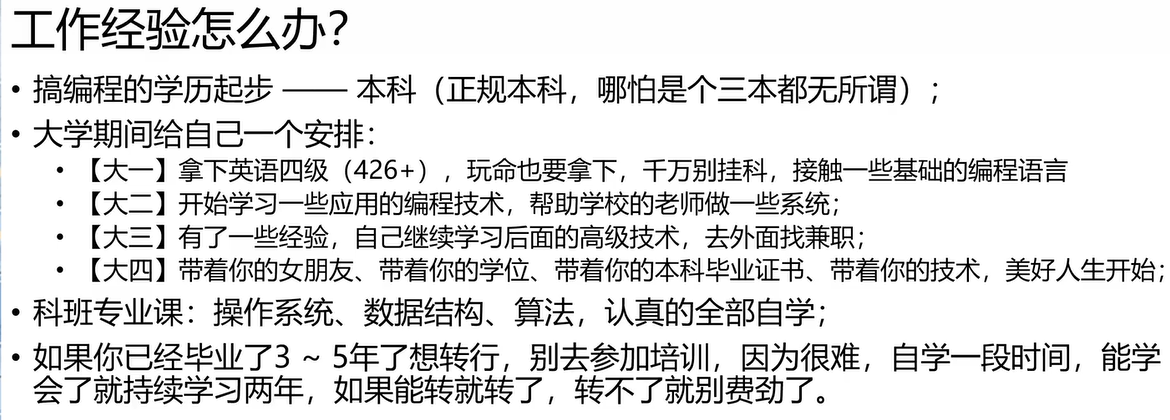 工作经验怎么办？
• 搞编程的学历起步 —— 本科（正规本科，哪怕是个三本都无所谓）；
• 大学期间给自己一个安排：
• 【大一】拿下英语四级（426+），玩命也要拿下，千万别挂科，接触一些基础的编程语言
• 【大二】开始学习一些应用的编程技术，帮助学校的老师做一些系统；
• 【大三】有了一些经验，自己继续学习后面的高级技术，去外面找兼职；
• 【大四】带着你的女朋友、带着你的学位、带着你的本科毕业证书、带着你的技术，美好人生开始；
• 科班专业课：操作系统、数据结构、算法，认真的全部自学；
• 如果你已经毕业了3 ~ 5年了想转行，别去参加培训，因为很难，自学一段时间，能学
会了就持续学习两年，如果能转就转了，转不了就别费劲了。